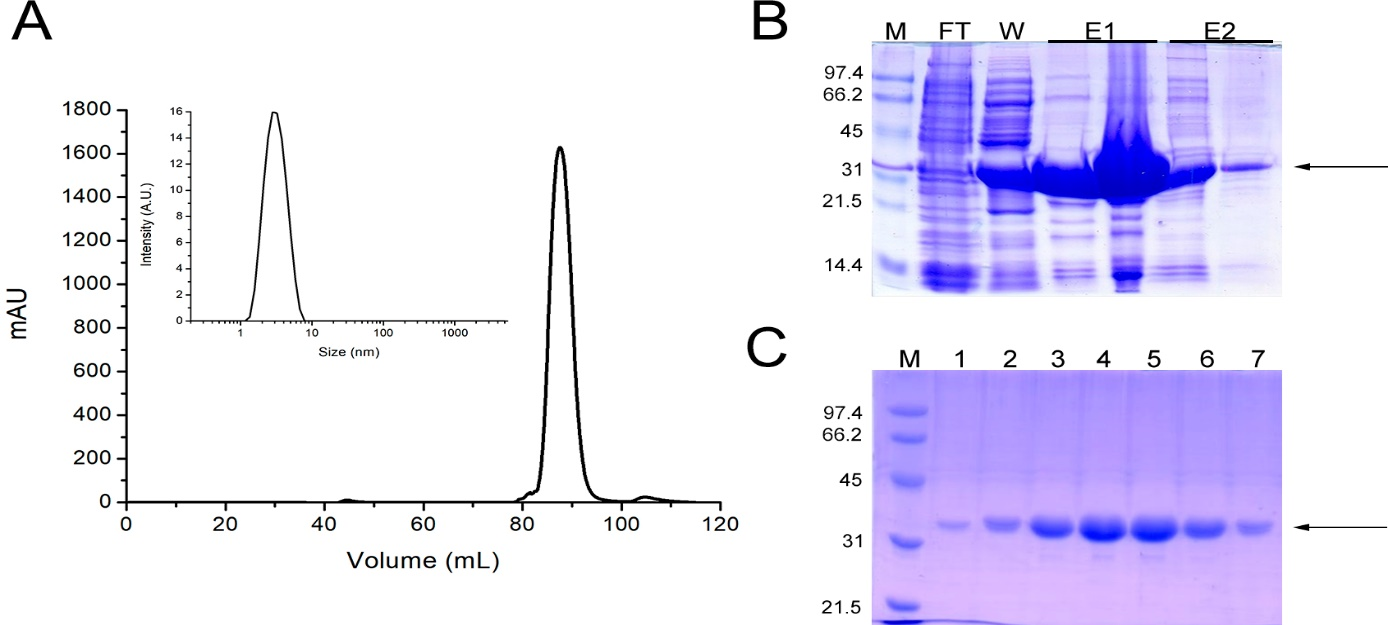 A
1800
1600
1400
1200
1000
800
600
400
200
0
mAU
0 20 40 60 80 100 120
Volume (mL)
16
14
12
10
8
6
4
2
0
Intensity (A.U.)
1 10 100 1000
Size (nm)
B
M FT W E1 E2
97.4
66.2
45
31
21.5
14.4
C
M 1 2 3 4 5 6 7
97.4
66.2
45
31
21.5